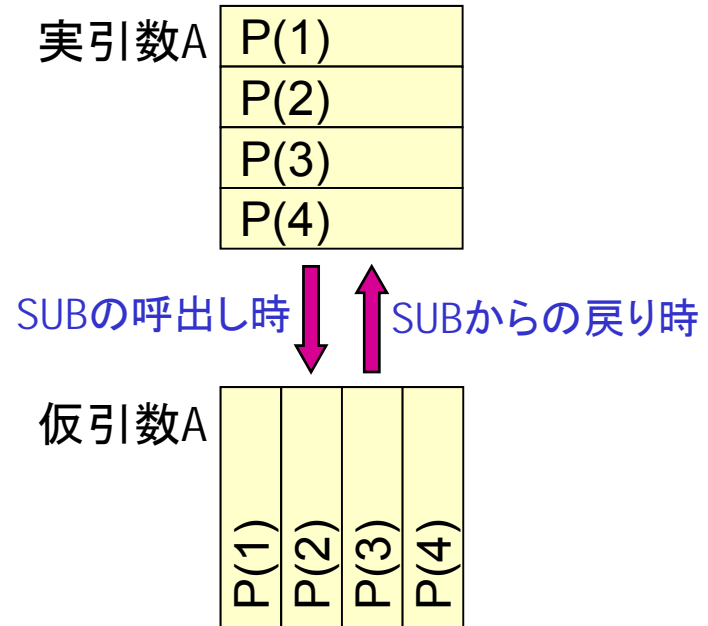 実引数A
P(1)
P(2)
P(3)
P(4)
SUBの呼出し時
SUBからの戻り時
仮引数A
P(1)
P(2)
P(3)
P(4)